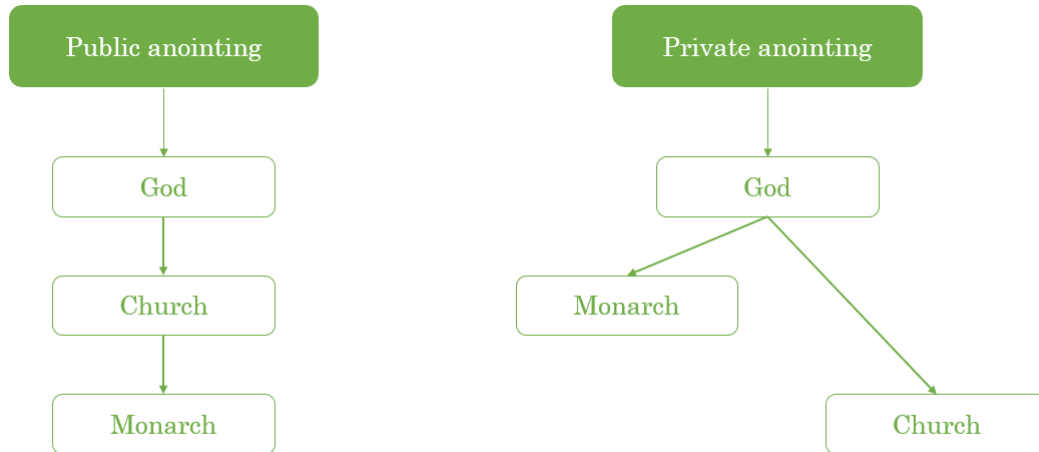 Public anointing
God
Church
Monarch
Private anointing
God
Monarch
Church